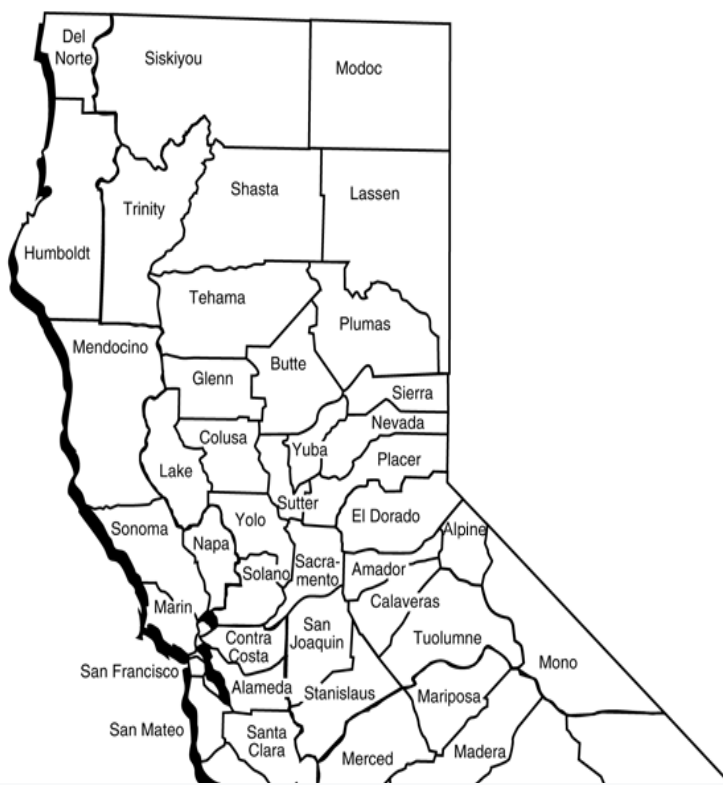 Del
Norte
Siskiyou
Modoc
Shasta
Lassen
Trinity
Humboldt
Tehama
Plumas
Mendocino
Butte
Glenn
Sierra
Nevada
Colusa
Yuba
Placer
Lake
Sutter
El Dorado
Yolo
Sonoma
Alpine
Napa
Solano
Sacra-
mento
Amador
Calaveras
Marin
San
Joaquin
Contra
Costa
Tuolumne
Mono
San Francisco
Alameda
Stanislaus
Mariposa
San Mateo
Santa
Clara
Merced
Madera